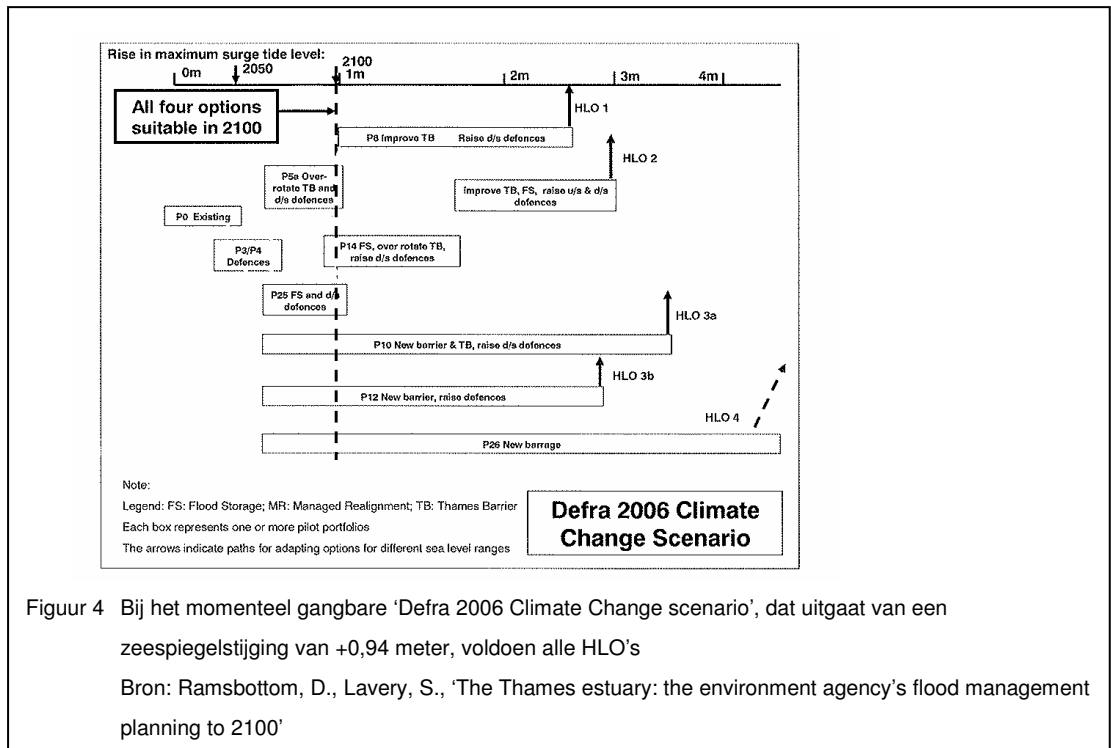 Rise in maximum surge tide level:
0m 2050 2100 1m 2m 3m 4m
All four options
suitable in 2100
HLO 1
P8 Improve TB Raise d/s defences
HLO 2
P5a Over-
rotate TB and
d/s defences
Improve TB, FS, raise u/s & d/s
defences
P0 Existing
P3/P4
Defences
P14 FS, over rotate TB,
raise d/s defences
P25 FS and d/s
defences
HLO 3a
P10 New barrier & TB, raise d/s defences
HLO 3b
P12 New barrier, raise defences
HLO 4
P26 New barrage
Note:
Legend: FS: Flood Storage; MR: Managed Realignment; TB: Thames Barrier
Each box represents one or more pilot portfolios
The arrows indicate paths for adapting options for different sea level ranges
Defra 2006 Climate
Change Scenario
Figuur 4 Bij het momenteel gangbare ‘Defra 2006 Climate Change scenario’, dat uitgaat van een
zeespiegelstijging van +0,94 meter, voldoen alle HLO’s
Bron: Ramsbottom, D., Lavery, S., ‘The Thames estuary: the environment agency’s flood management
planning to 2100’